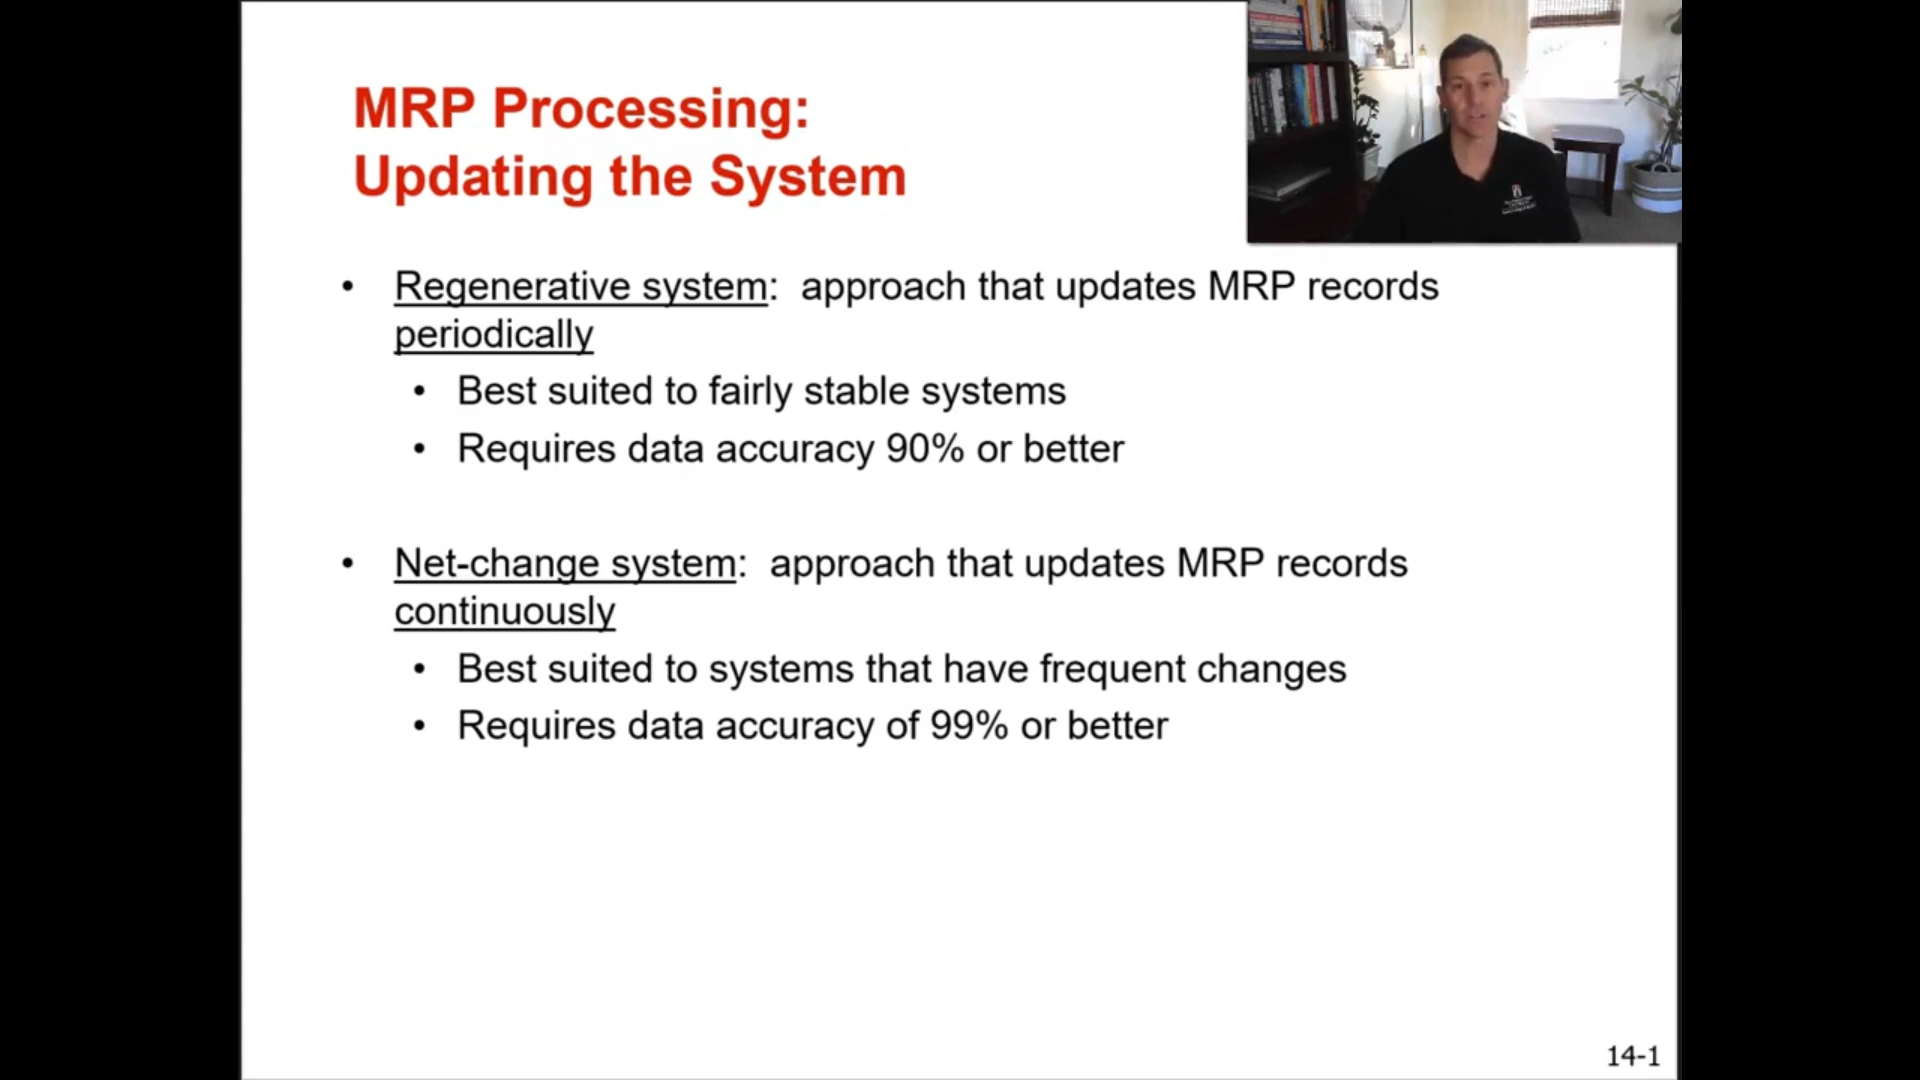 MRP Processing:
Updating the System
• Regenerative system: approach that updates MRP records
periodically
• Best suited to fairly stable systems
• Requires data accuracy 90% or better
• Net-change system: approach that updates MRP records
continuously
• Best suited to systems that have frequent changes
• Requires data accuracy of 99% or better
14-1